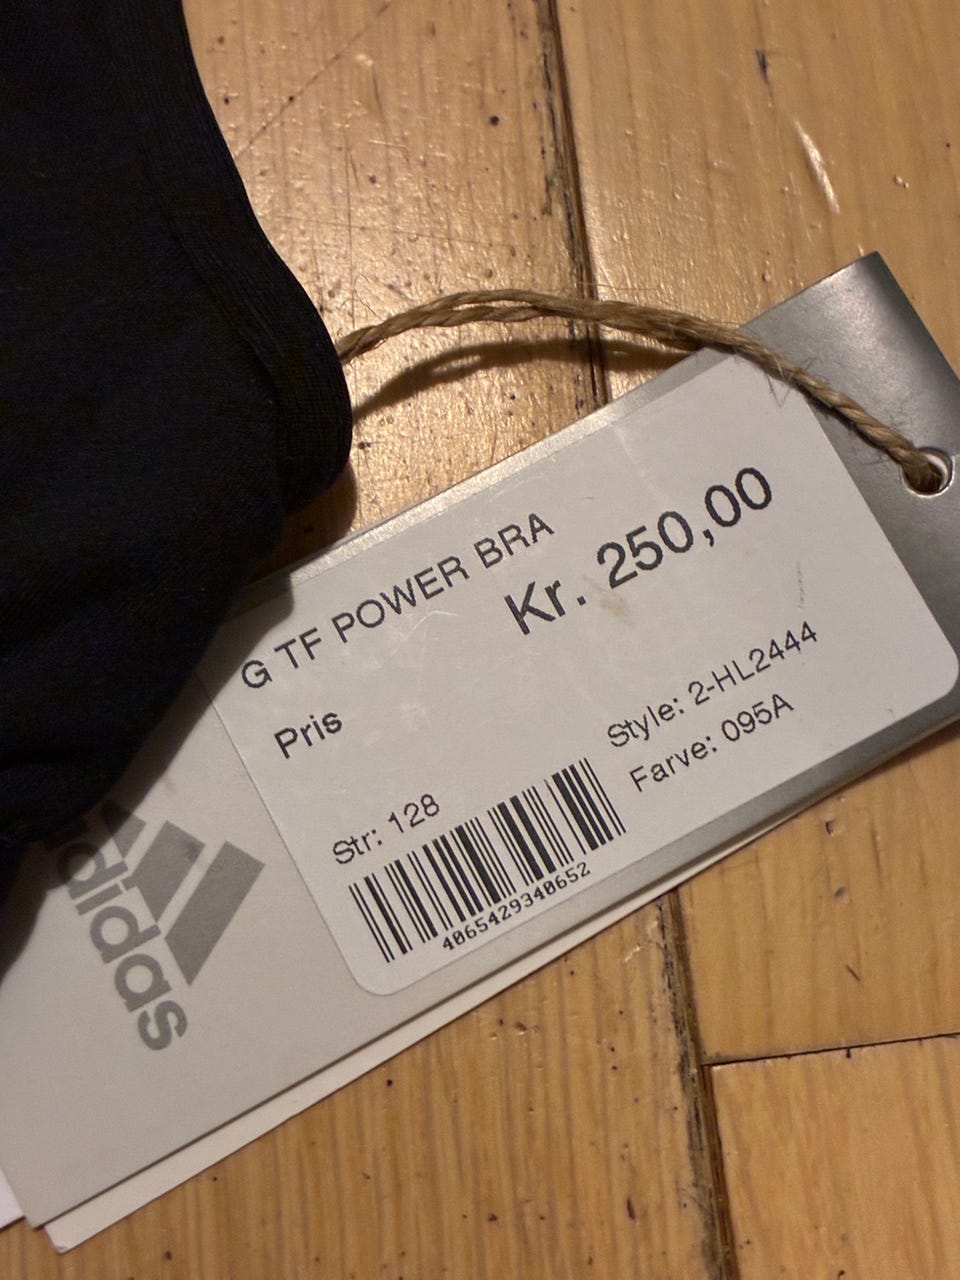 G TF POWER BRA
Kr. 250,00
Pris
Style: 2-HL2444
Farve: 095A
Str: 128
4065429340652
adidas